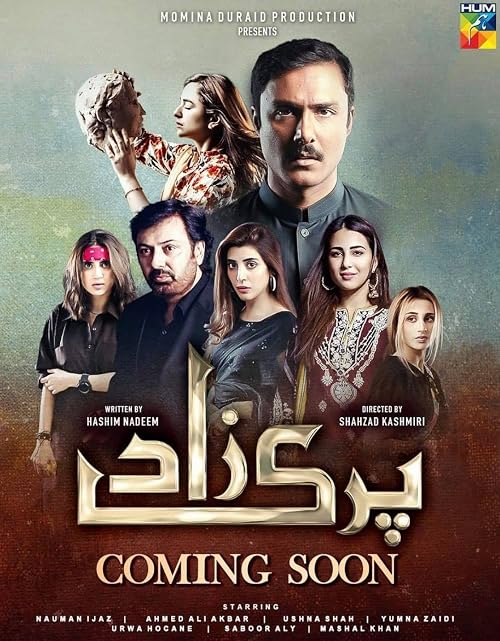 MOMINA DURAID PRODUCTION
PRESENTS
HUM
WRITTEN BY
HASHIM NADEEM
DIRECTED BY
SHAHZAD KASHMIRI
پری زاد
COMING SOON
STARRING
NAUMAN IJAZ | AHMED ALI AKBAR | USHNA SHAH | YUMNA ZAIDI
URWA HOCANE | SABOOR ALY | MASHAL KHAN